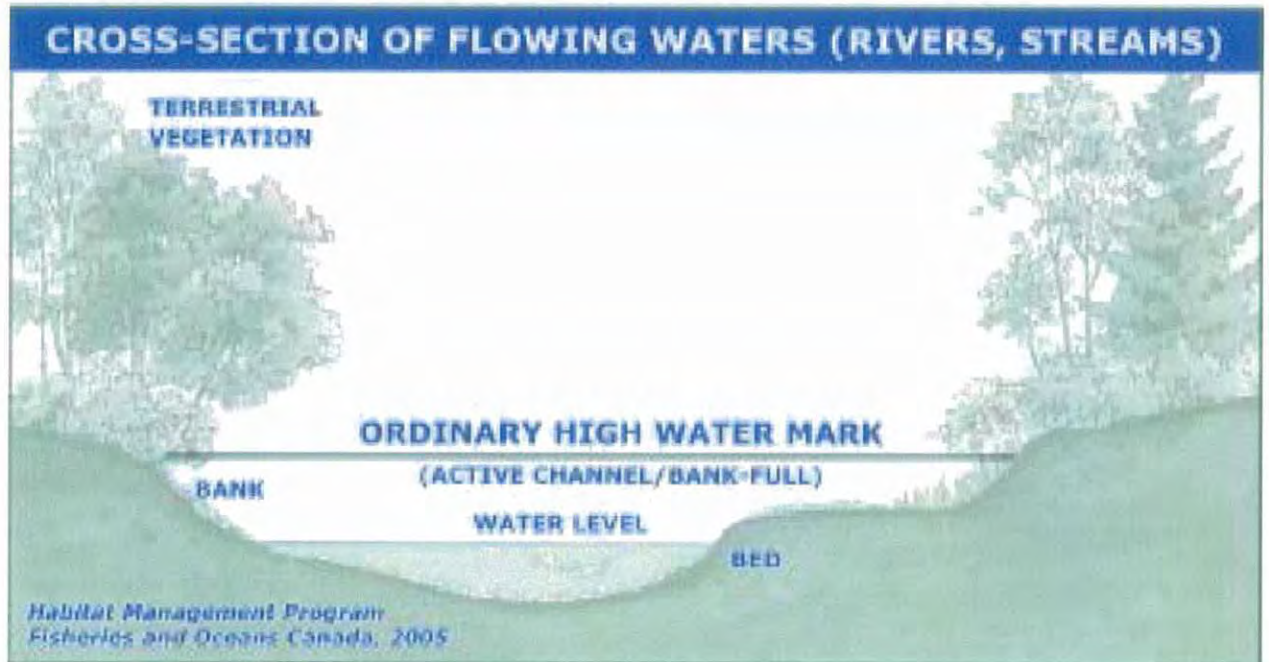 CROSS-SECTION OF FLOWING WATERS (RIVERS, STREAMS)
TERRESTRIAL
VEGETATION
ORDINARY HIGH WATER MARK
(ACTIVE CHANNEL/BANK-FULL)
BANK
WATER LEVEL
BED
Habitat Management Program
Fisheries and Oceans Canada, 2005